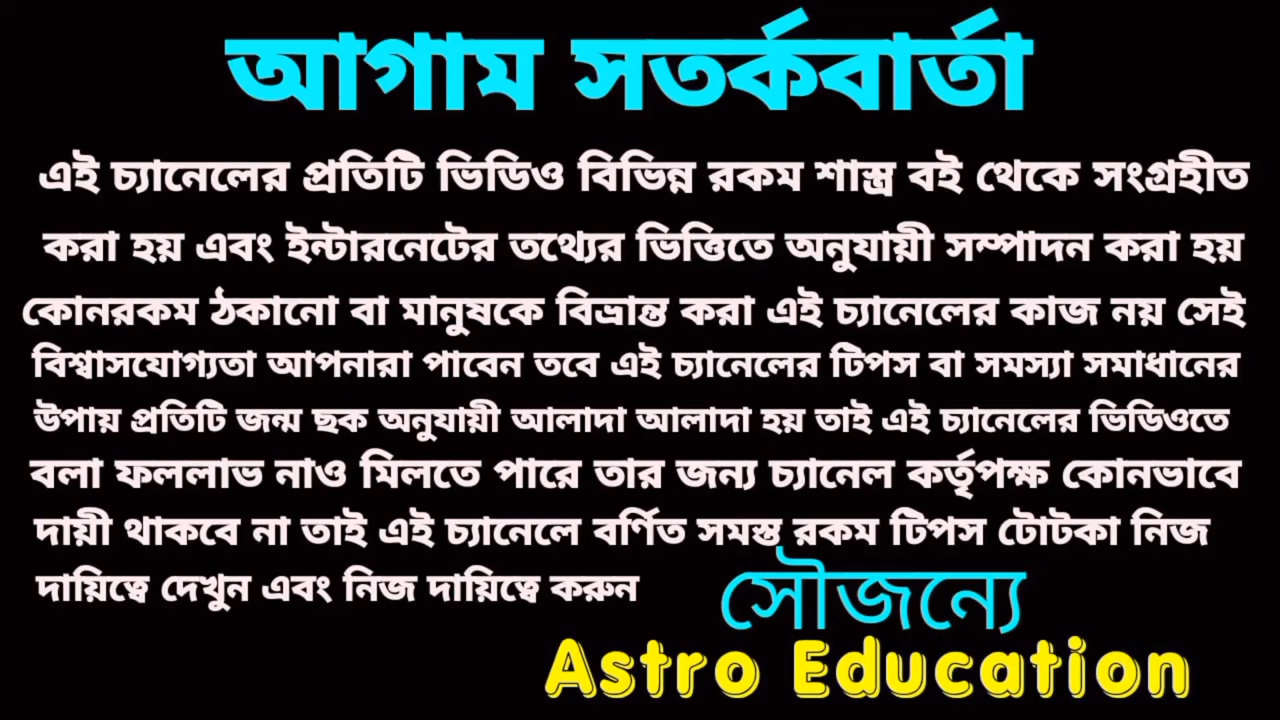 আগাম সতর্কবার্তা
এই চ্যানেলের প্রতিটি ভিডিও বিভিন্ন রকম শাস্ত্র বই থেকে সংগ্রহীত
করা হয় এবং ইন্টারনেটের তথ্যের ভিত্তিতে অনুযায়ী সম্পাদন করা হয়
কোনরকম ঠকানো বা মানুষকে বিভ্রান্ত করা এই চ্যানেলের কাজ নয় সেই
বিশ্বাসযোগ্যতা আপনারা পাবেন তবে এই চ্যানেলের টিপস বা সমস্যা সমাধানের
উপায় প্রতিটি জন্ম ছক অনুযায়ী আলাদা আলাদা হয় তাই এই চ্যানেলের ভিডিওতে
বলা ফললাভ নাও মিলতে পারে তার জন্য চ্যানেল কর্তৃপক্ষ কোনভাবে
দায়ী থাকবে না তাই এই চ্যানেলে বর্ণিত সমস্ত রকম টিপস টোটকা নিজ
দায়িত্বে দেখুন এবং নিজ দায়িত্বে করুন
সৌজন্যে
Astro Education